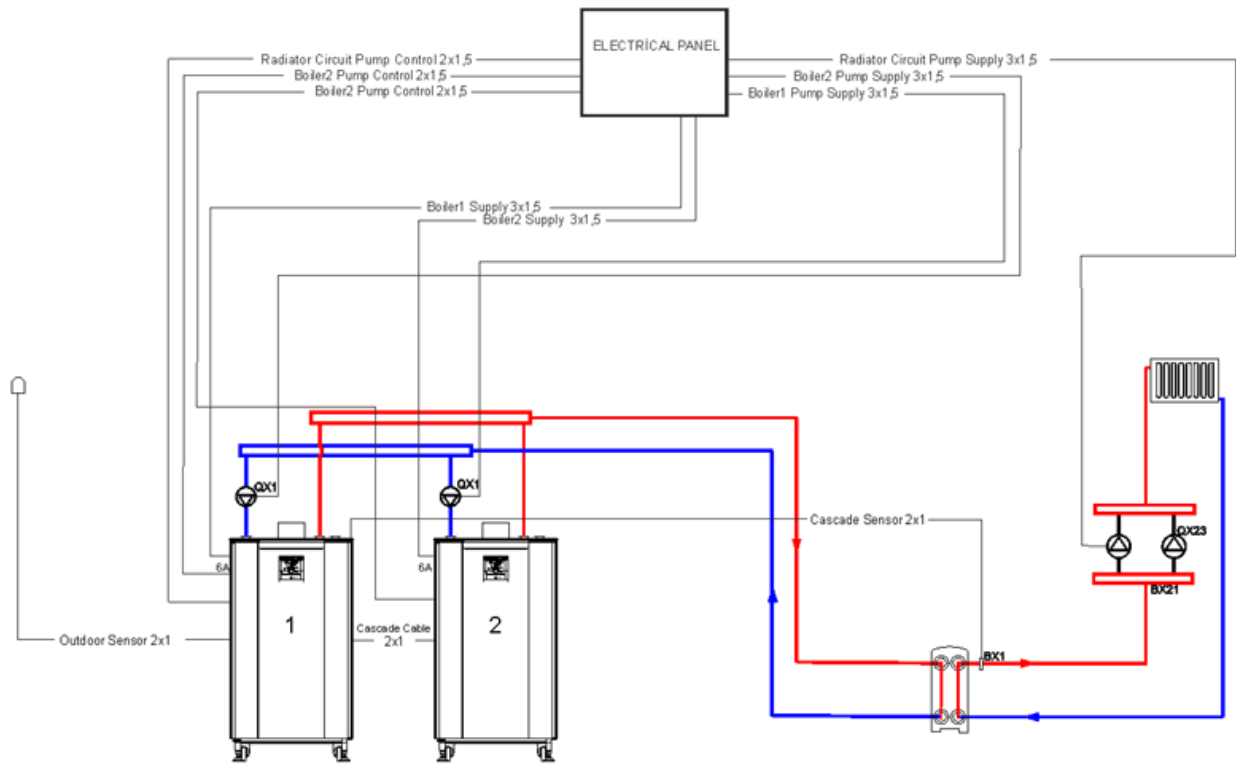 ELECTRİCAL PANEL
Radiator Circuit Pump Control 2x1,5
Boiler2 Pump Control 2x1,5
Boiler2 Pump Control 2x1,5
Radiator Circuit Pump Supply 3x1,5
Boiler2 Pump Supply 3x1,5
Boiler1 Pump Supply 3x1,5
Boiler1 Supply 3x1,5
Boiler2 Supply 3x1,5
QX1
QX1
Cascade Sensor 2x1
QX23
BX21
6A
6A
1
2
Outdoor Sensor 2x1
Cascade Cable
2x1
BX1